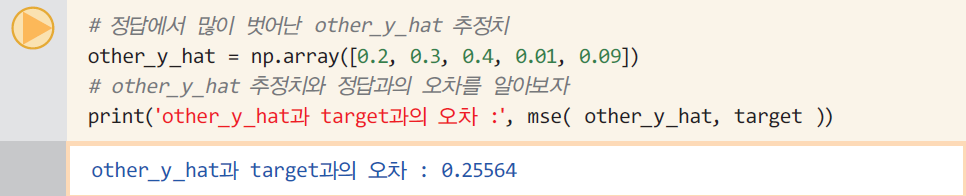 # 정답에서 많이 벗어난 other_y_hat 추정치
other_y_hat = np.array([0.2, 0.3, 0.4, 0.01, 0.09])
# other_y_hat 추정치와 정답과의 오차를 알아보자
print('other_y_hat과 target과의 오차 :', mse( other_y_hat, target ))
other_y_hat과 target과의 오차 : 0.25564